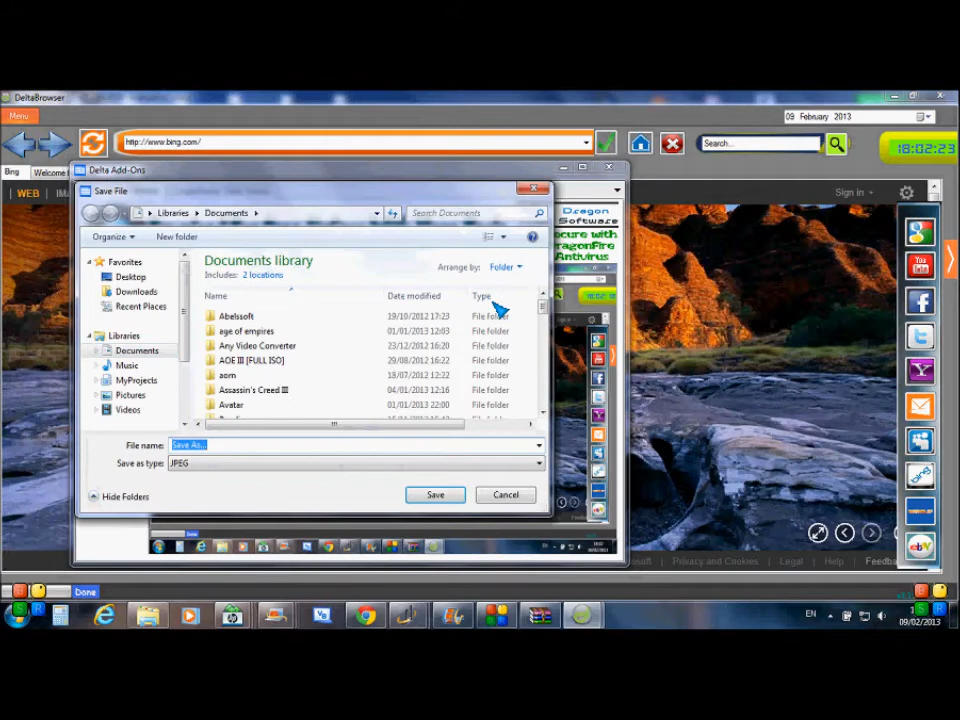 DeltaBrowser
Menu
09 February 2013
http://www.bing.com/
Search...
18:02:23
Bing
Welcome
Delta Add-Ons
WEB
Sign in
Save File
Libraries
Documents
Search Documents
Dragon
Software
Organize
New folder
ecure with
DragonFire
Antivirus
Documents library
Includes: 2 locations
Arrange by: Folder
Name
Date modified
Type
Favorites
Desktop
Downloads
Recent Places
Libraries
Documents
Music
MyProjects
Pictures
Videos
Abelssoft 19/10/2012 17:23 File folder
age of empires 01/01/2013 12:03 File folder
Any Video Converter 23/12/2012 16:20 File folder
AOE III [FULL ISO] 29/08/2012 16:22 File folder
aom 18/07/2012 12:22 File folder
Assassin's Creed III 04/01/2013 12:16 File folder
Avatar 01/01/2013 22:00 File folder
File name: Save As...
Save as type: JPEG
Hide Folders
Save
Cancel
You
Tube
ebY
Privacy and Cookies
Legal
Help
Feedba
Done
EN
09/02/2013